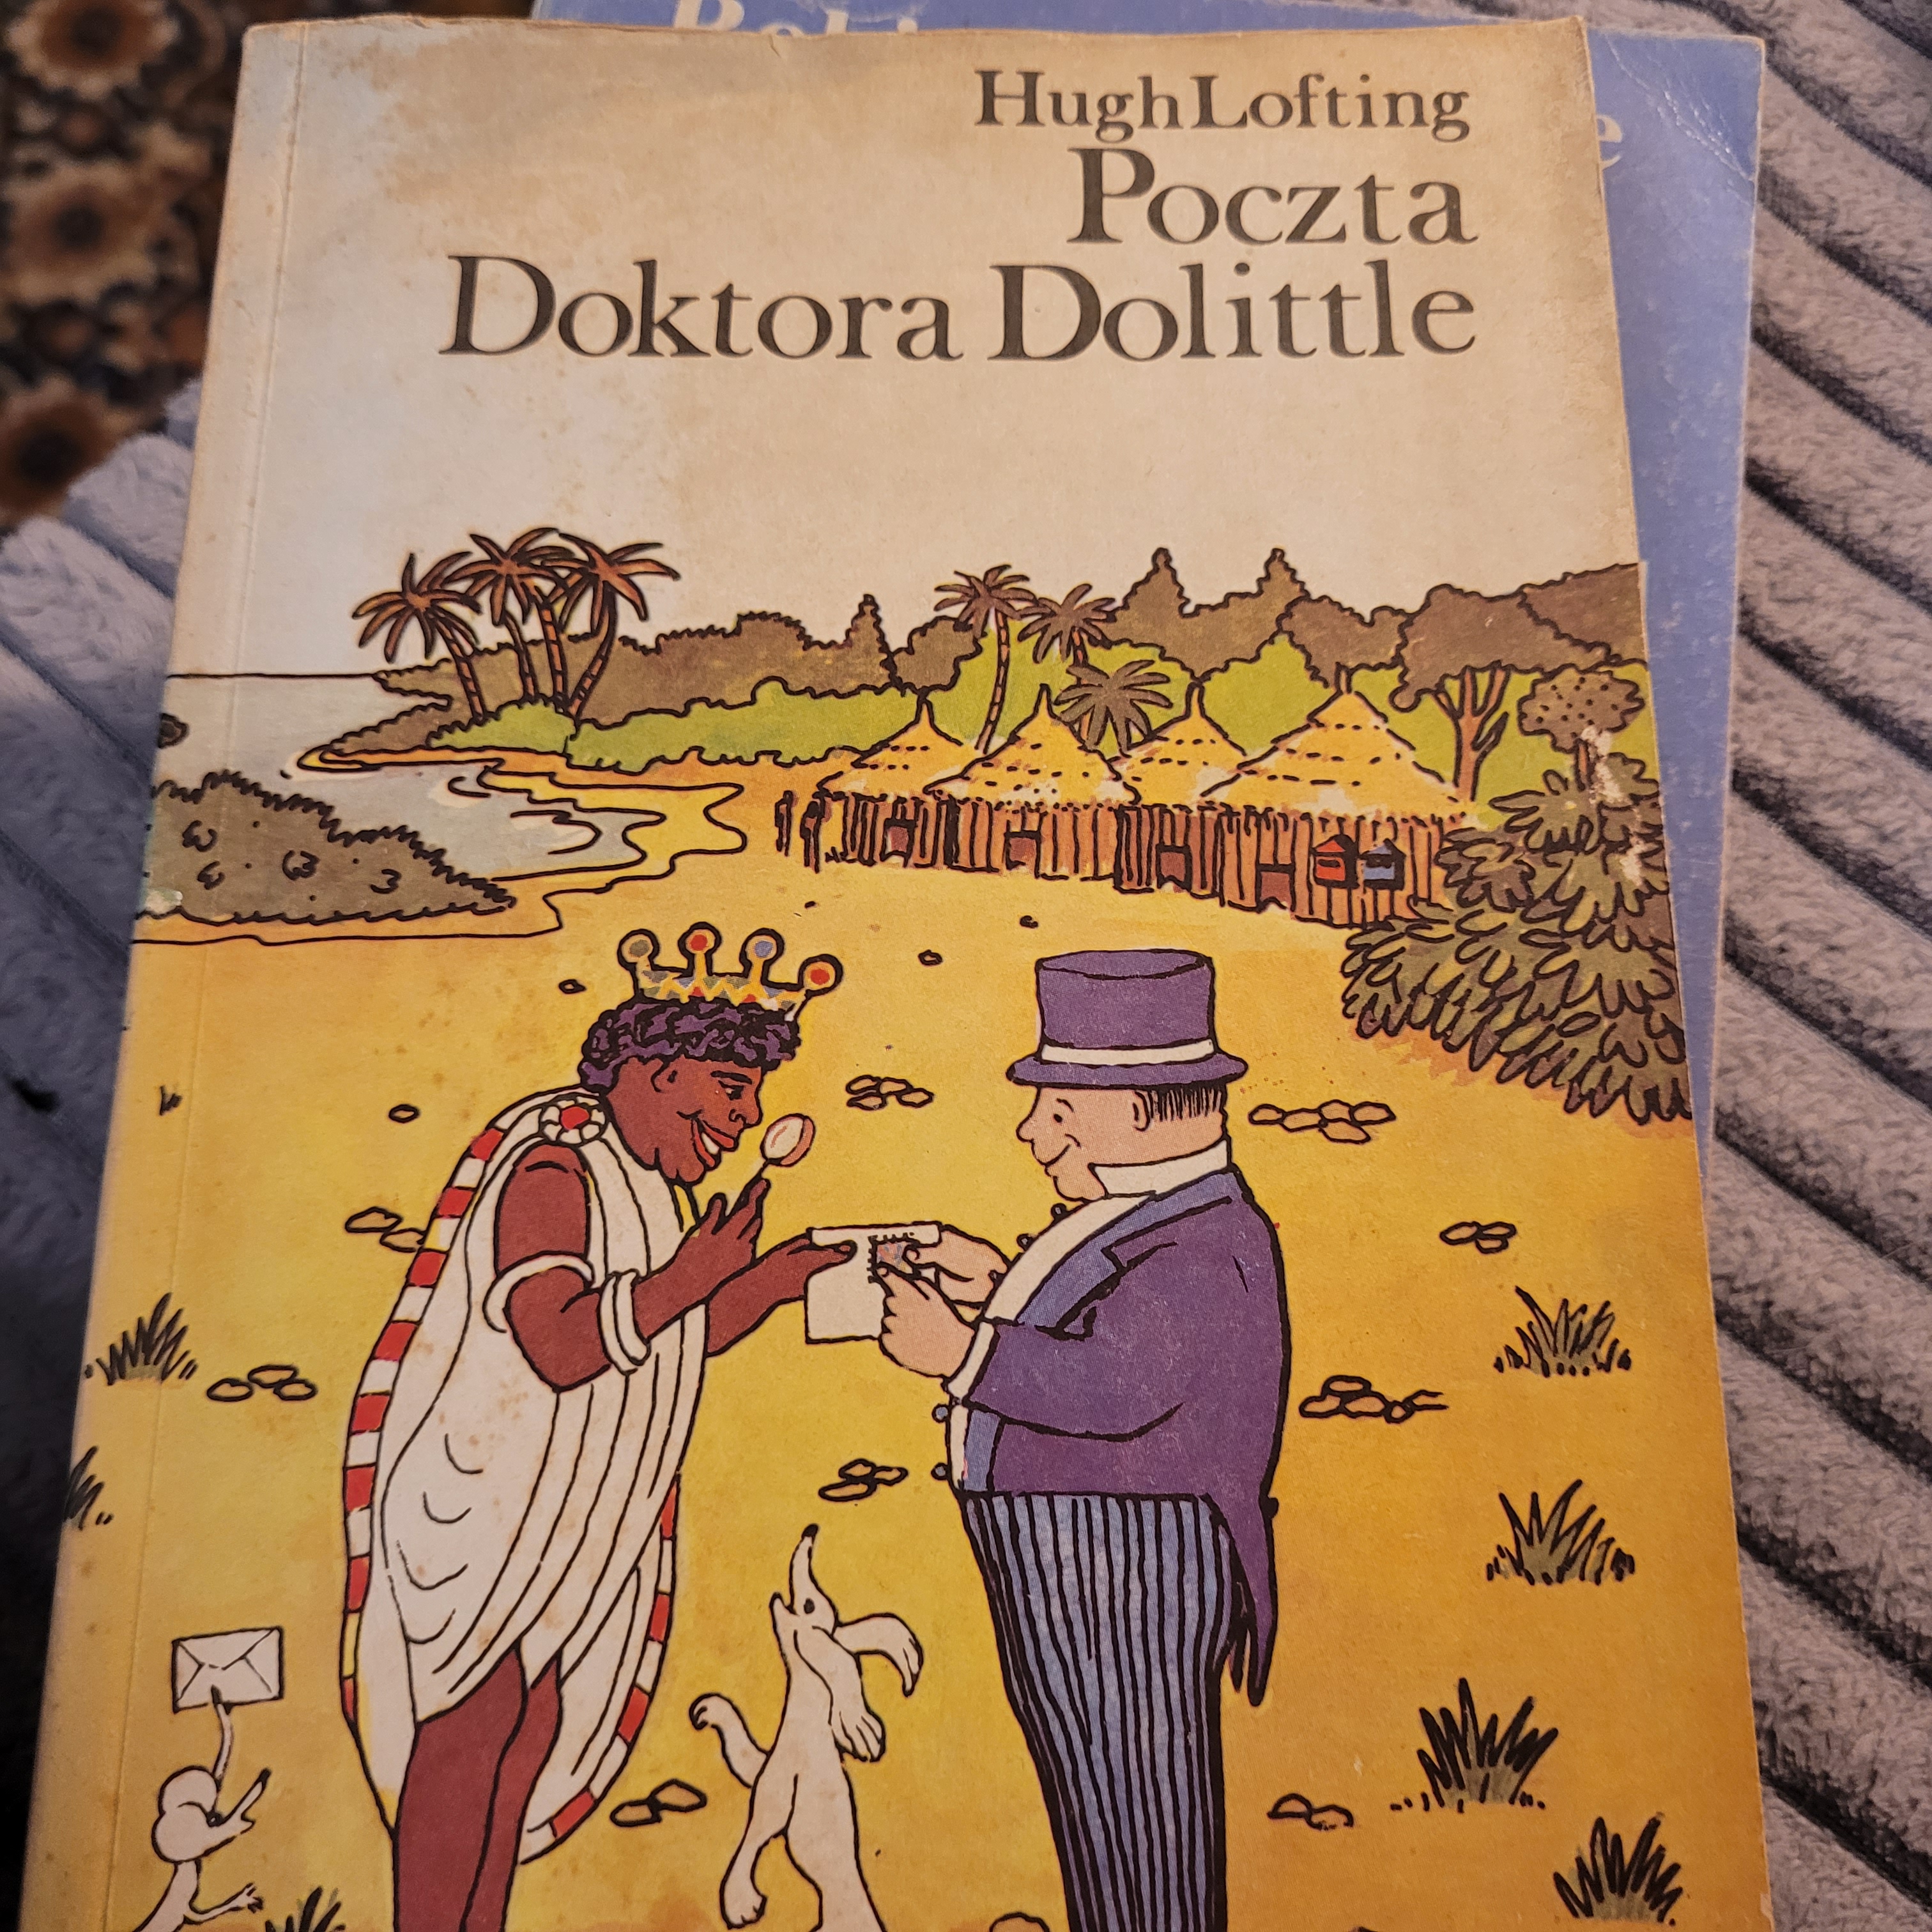 Hugh Lofting
Poczta
Doktora Dolittle